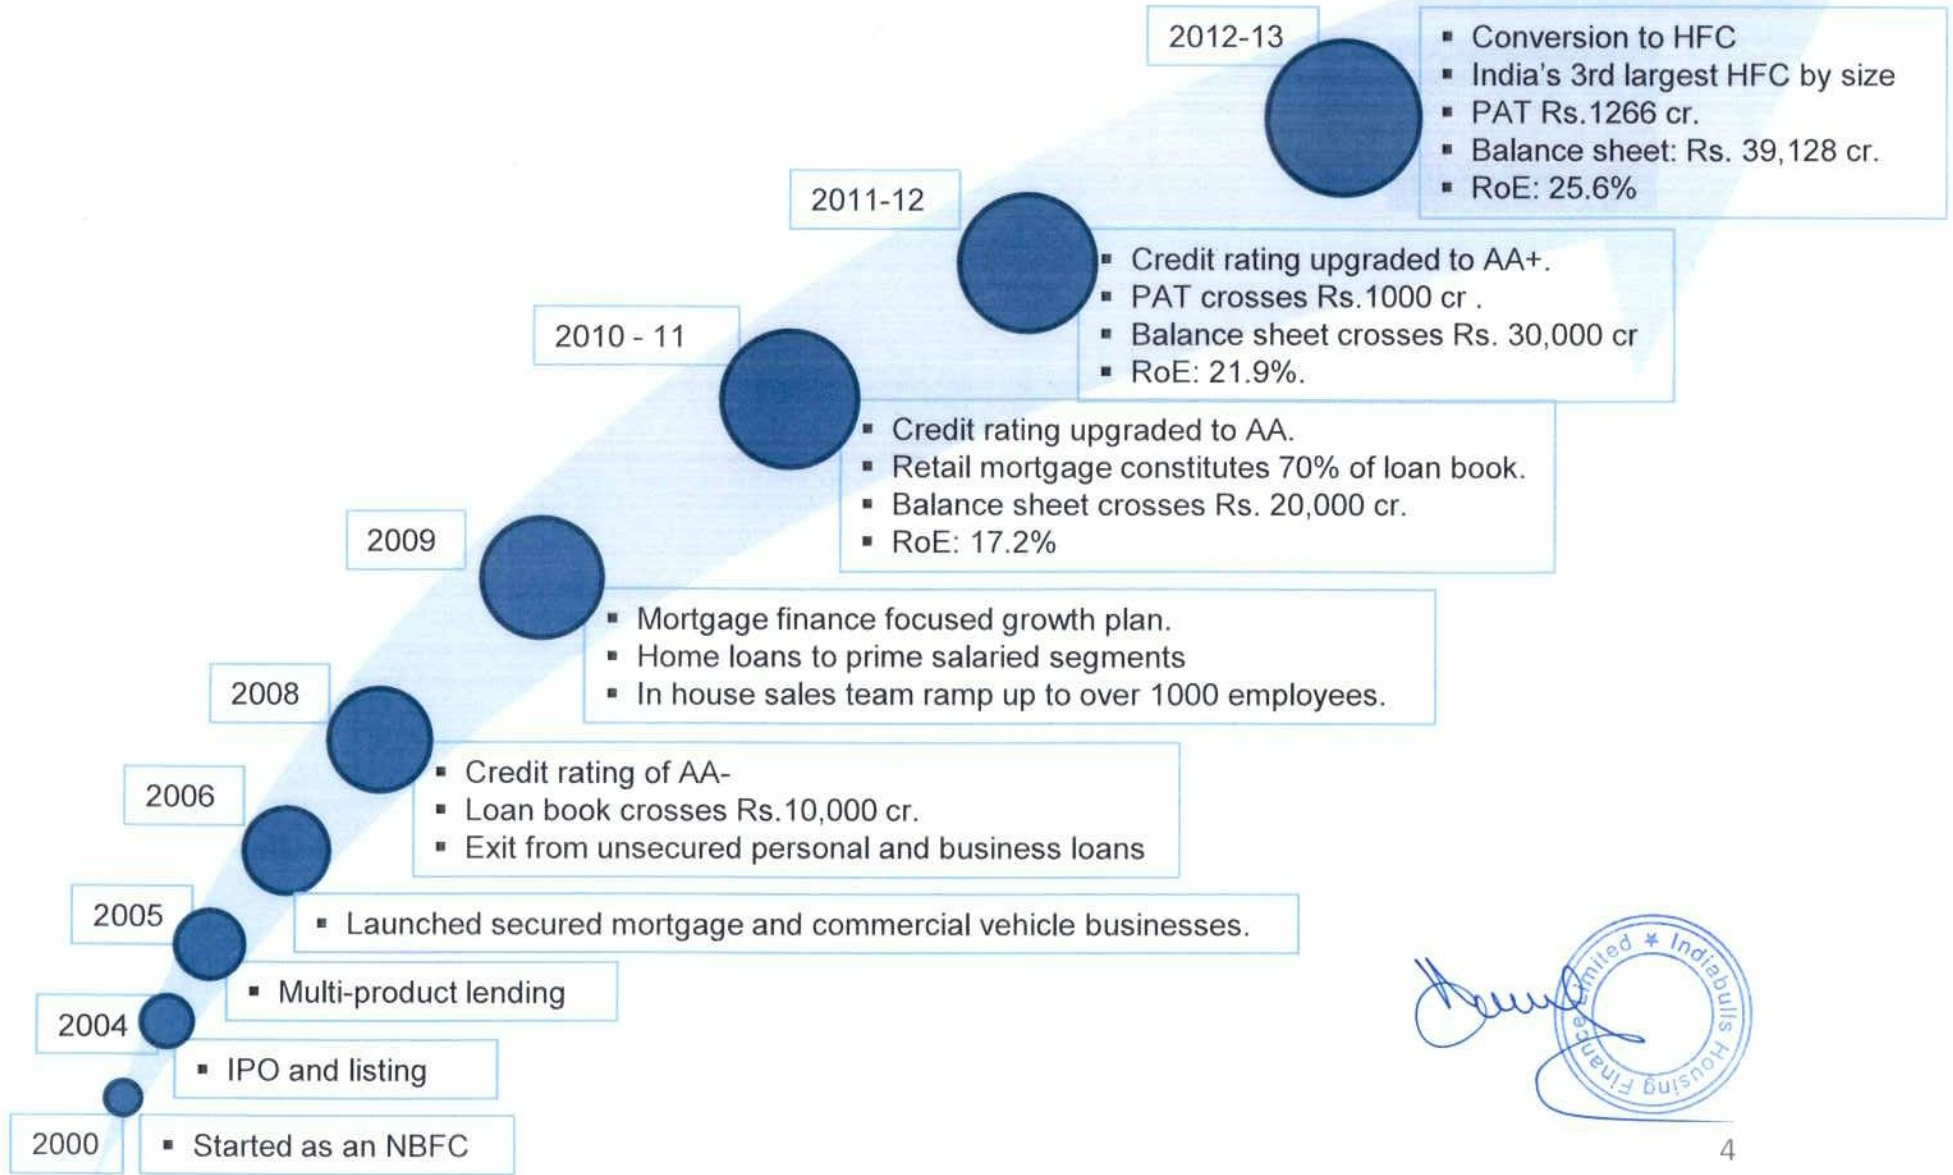 2012-13
▪ Conversion to HFC
▪ India's 3rd largest HFC by size
▪ PAT Rs.1266 cr.
▪ Balance sheet: Rs. 39,128 cr.
▪ RoE: 25.6%
2011-12
▪ Credit rating upgraded to AA+.
▪ PAT crosses Rs.1000 cr .
▪ Balance sheet crosses Rs. 30,000 cr
▪ RoE: 21.9%.
2010 - 11
▪ Credit rating upgraded to AA.
▪ Retail mortgage constitutes 70% of loan book.
▪ Balance sheet crosses Rs. 20,000 cr.
▪ RoE: 17.2%
2009
▪ Mortgage finance focused growth plan.
▪ Home loans to prime salaried segments
▪ In house sales team ramp up to over 1000 employees.
2008
▪ Credit rating of AA-
▪ Loan book crosses Rs.10,000 cr.
▪ Exit from unsecured personal and business loans
2006
▪ Launched secured mortgage and commercial vehicle businesses.
2005
▪ Multi-product lending
2004
▪ IPO and listing
2000
▪ Started as an NBFC
Indiabulls Housing Finance Limited
4